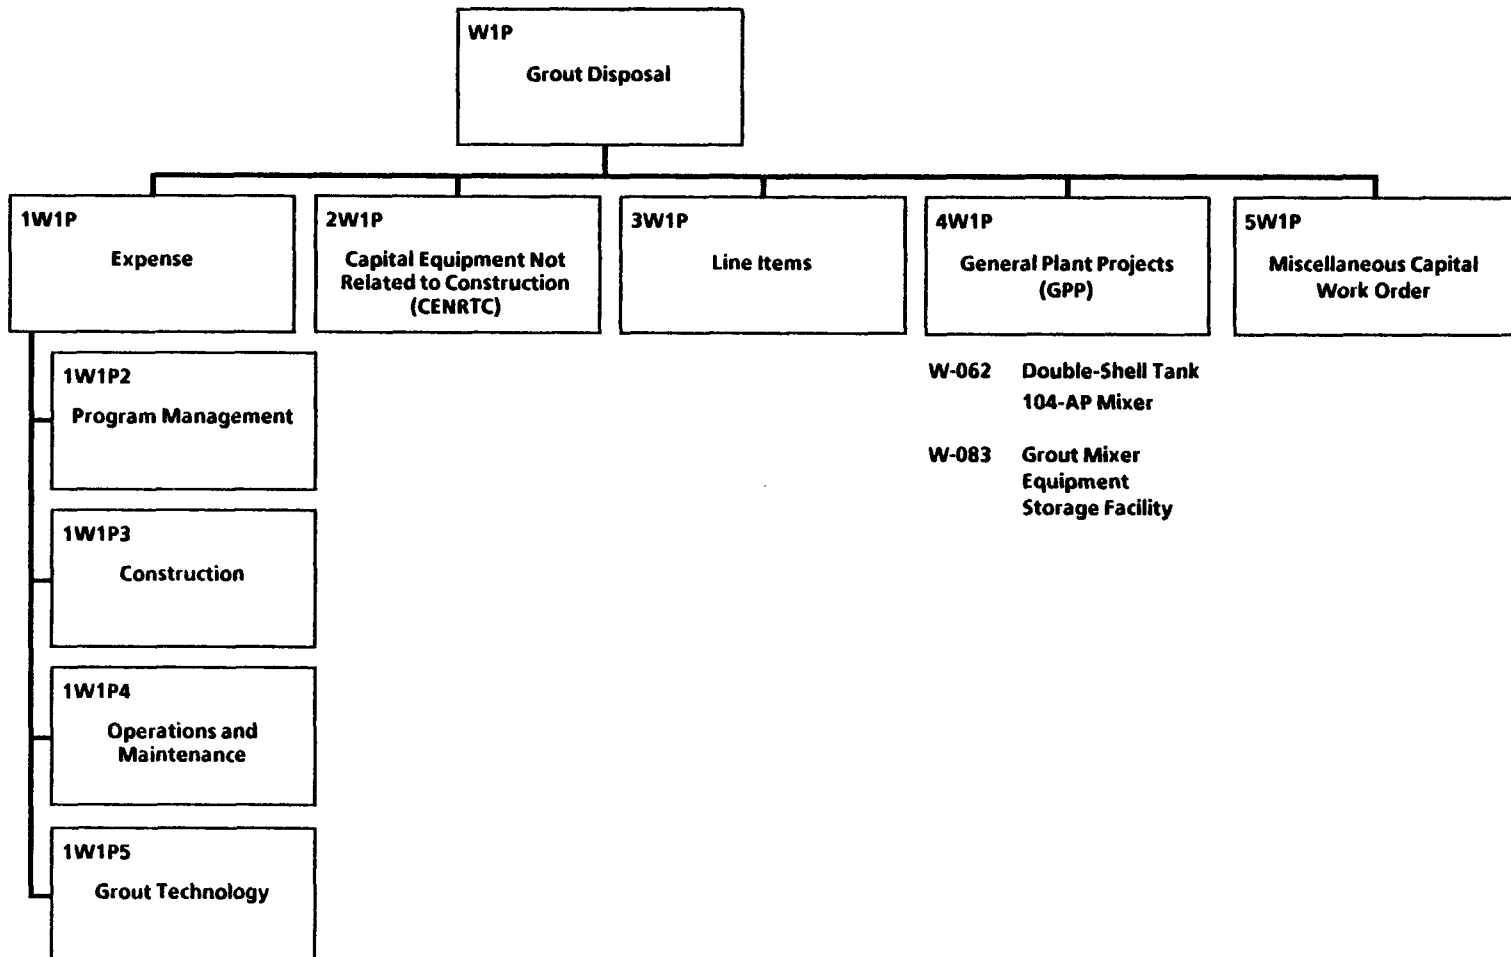 W1P
Grout Disposal
1W1P
Expense
2W1P
Capital Equipment Not
Related to Construction
(CENRTC)
3W1P
Line Items
4W1P
General Plant Projects
(GPP)
5W1P
Miscellaneous Capital
Work Order
1W1P2
Program Management
1W1P3
Construction
1W1P4
Operations and
Maintenance
1W1P5
Grout Technology
W-062 Double-Shell Tank
104-AP Mixer
W-083 Grout Mixer
Equipment
Storage Facility